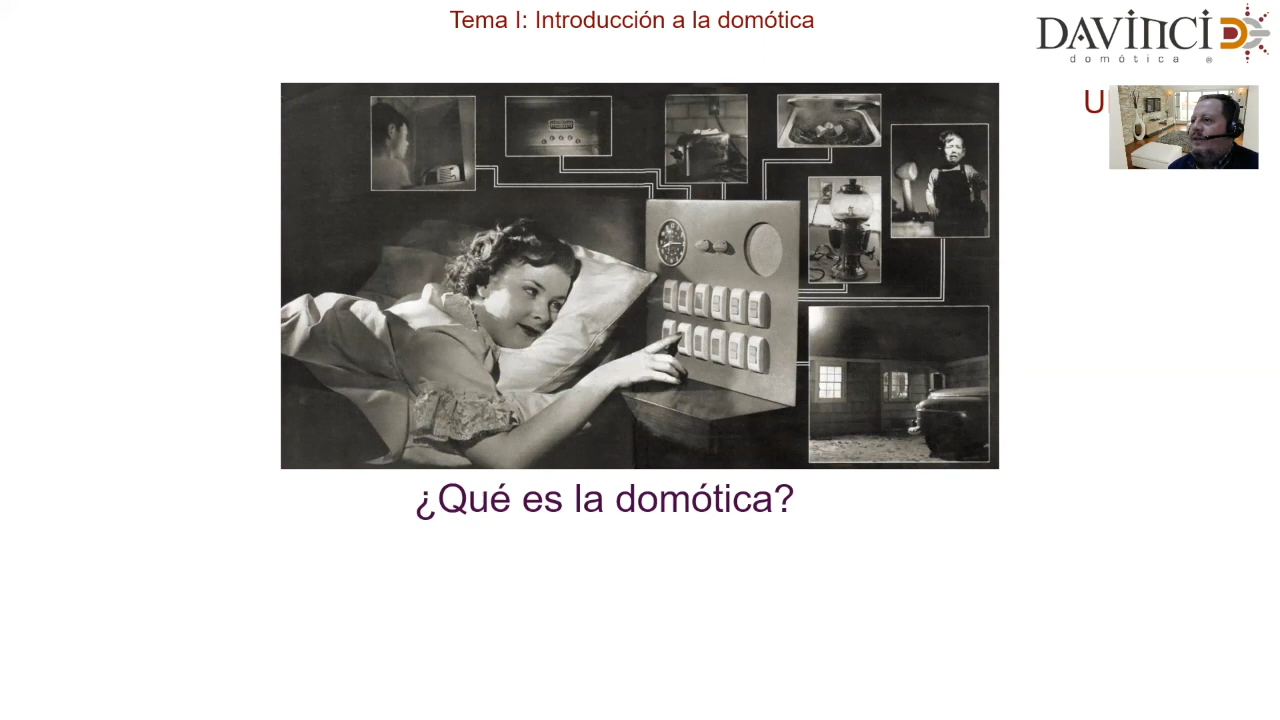 Tema I: Introducción a la domótica
DAVINCI
domótica ®
U
¿Qué es la domótica?